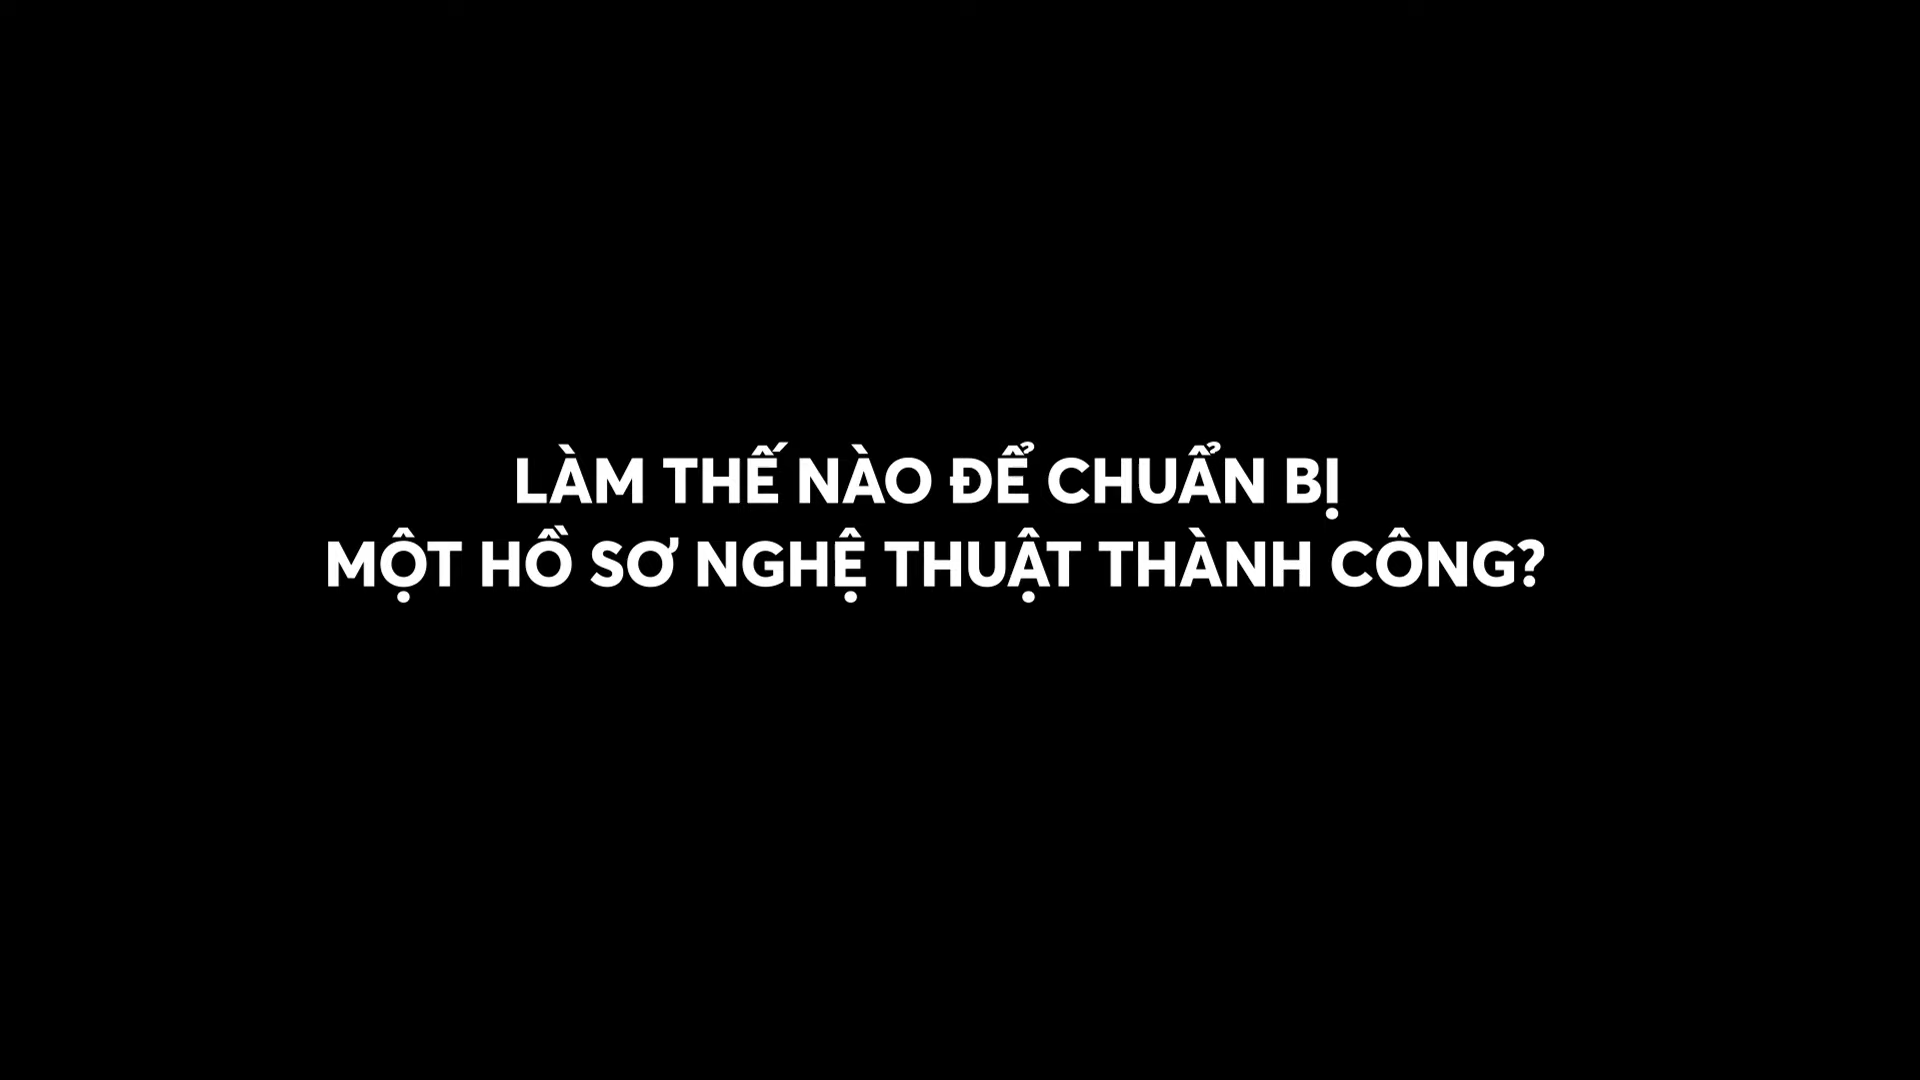 LÀM THẾ NÀO ĐỂ CHUẨN BỊ
MỘT HỒ SƠ NGHỆ THUẬT THÀNH CÔNG?